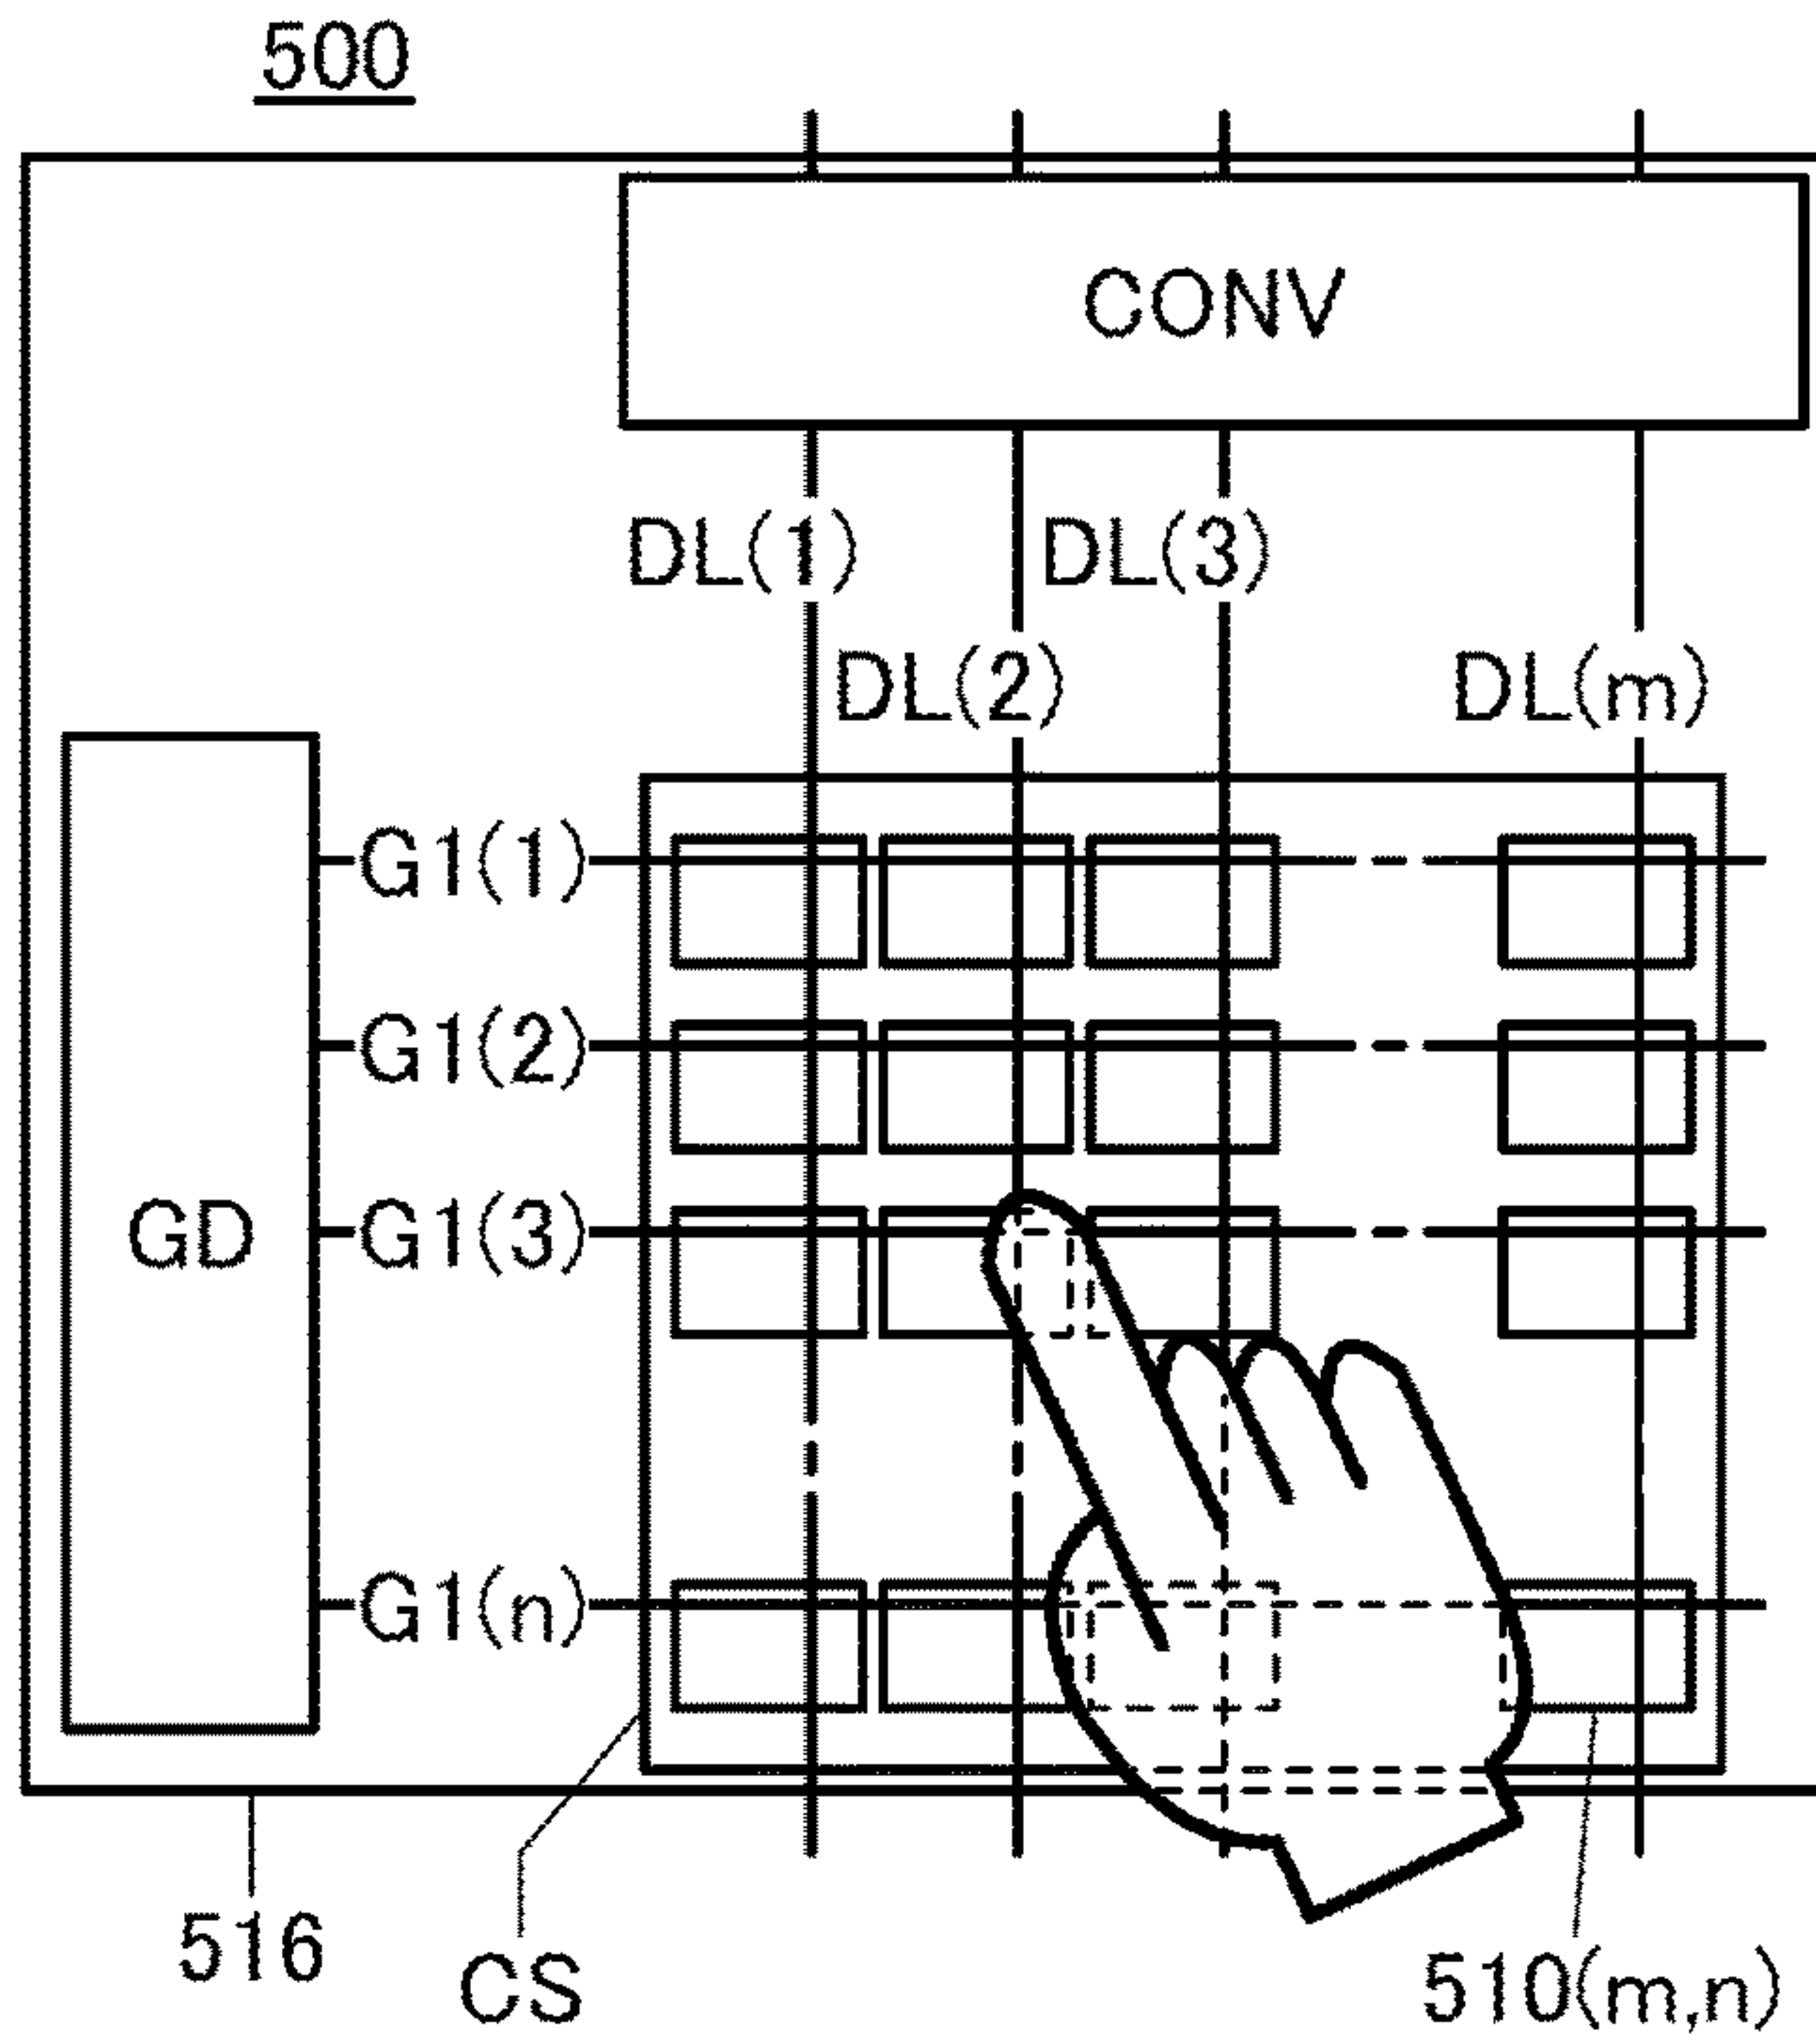 500
CONV
DL(1) DL(3)
DL(2) DL(m)
G1(1)
G1(2)
GD G1(3)
G1(n)
516 CS 510(m,n)